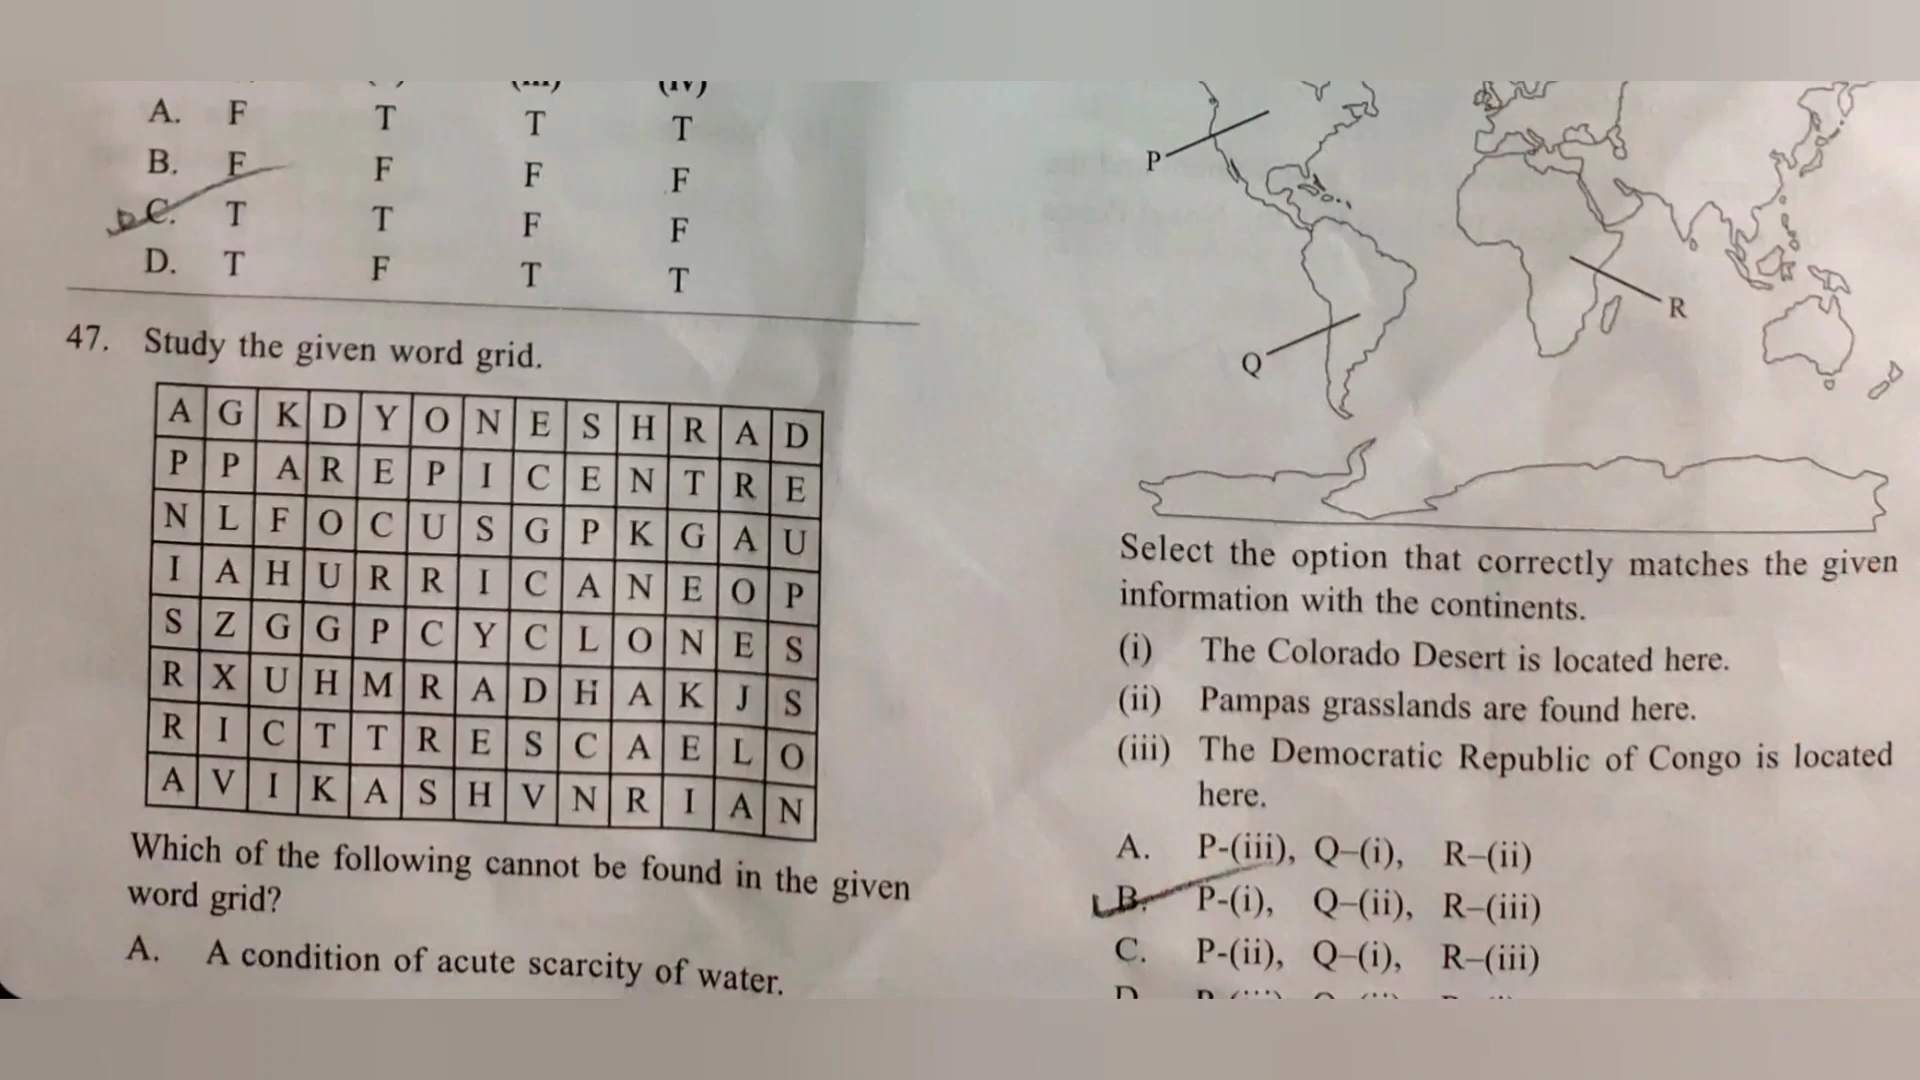 (iii) (iv)
A. F T T T
B. F F F F
C. T T F F
D. T F T T
47. Study the given word grid.
A G K D Y O N E S H R A D
P P A R E P I C E N T R E
N L F O C U S G P K G A U
I A H U R R I C A N E O P
S Z G G P C Y C L O N E S
R X U H M R A D H A K J S
R I C T T R E S C A E L O
A V I K A S H V N R I A N
Which of the following cannot be found in the given
word grid?
A. A condition of acute scarcity of water.
P
R
Q
Select the option that correctly matches the given
information with the continents.
(i) The Colorado Desert is located here.
(ii) Pampas grasslands are found here.
(iii) The Democratic Republic of Congo is located
here.
A. P-(iii), Q–(i), R–(ii)
B. P-(i), Q–(ii), R–(iii)
C. P-(ii), Q–(i), R–(iii)